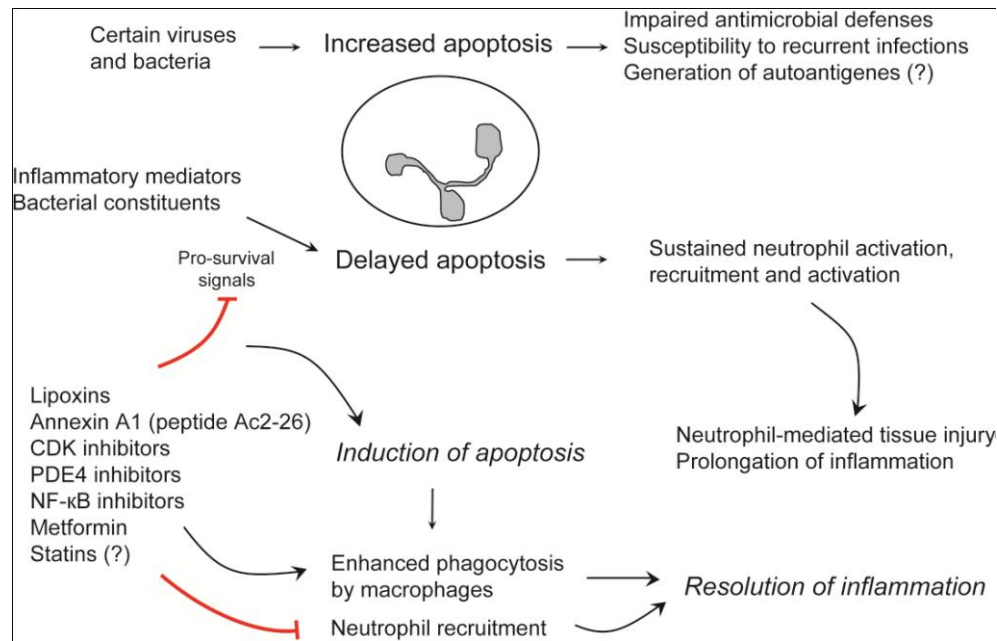 Certain viruses
and bacteria
Increased apoptosis
Impaired antimicrobial defenses
Susceptibility to recurrent infections
Generation of autoantigenes (?)
Inflammatory mediators
Bacterial constituents
Pro-survival
signals
Delayed apoptosis
Sustained neutrophil activation,
recruitment and activation
Lipoxins
Annexin A1 (peptide Ac2-26)
CDK inhibitors
PDE4 inhibitors
NF-κB inhibitors
Metformin
Statins (?)
Induction of apoptosis
Neutrophil-mediated tissue injury
Prolongation of inflammation
Enhanced phagocytosis
by macrophages
Neutrophil recruitment
Resolution of inflammation